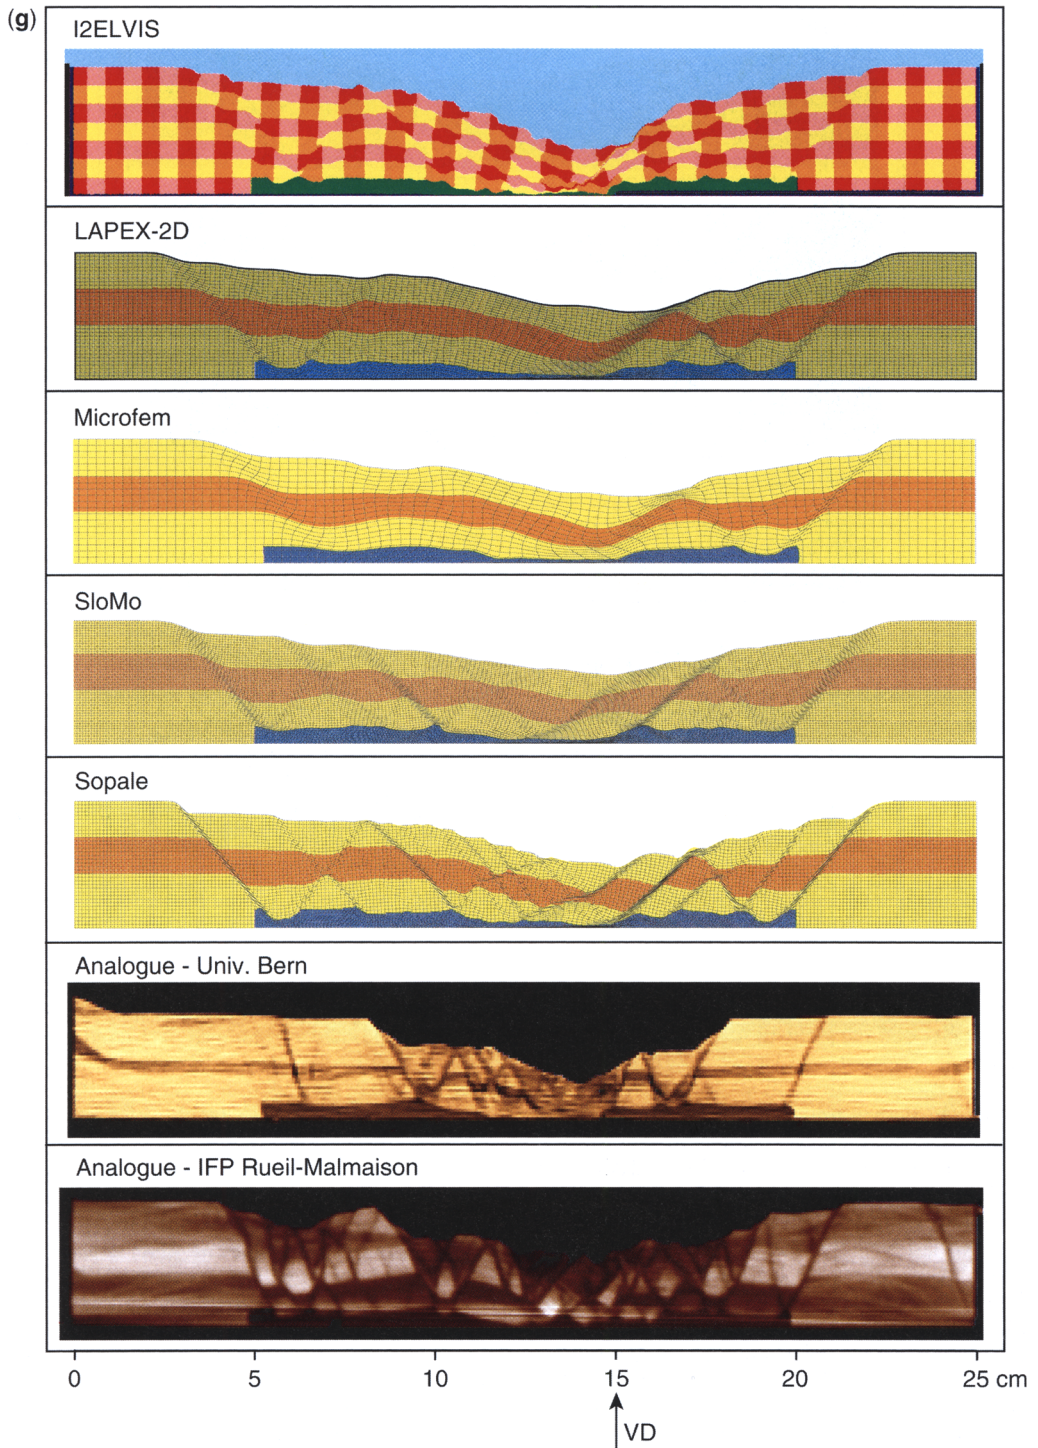 (g)
I2ELVIS
LAPEX-2D
Microfem
SloMo
Sopale
Analogue - Univ. Bern
Analogue - IFP Rueil-Malmaison
0 5 10 15 20 25 cm
VD